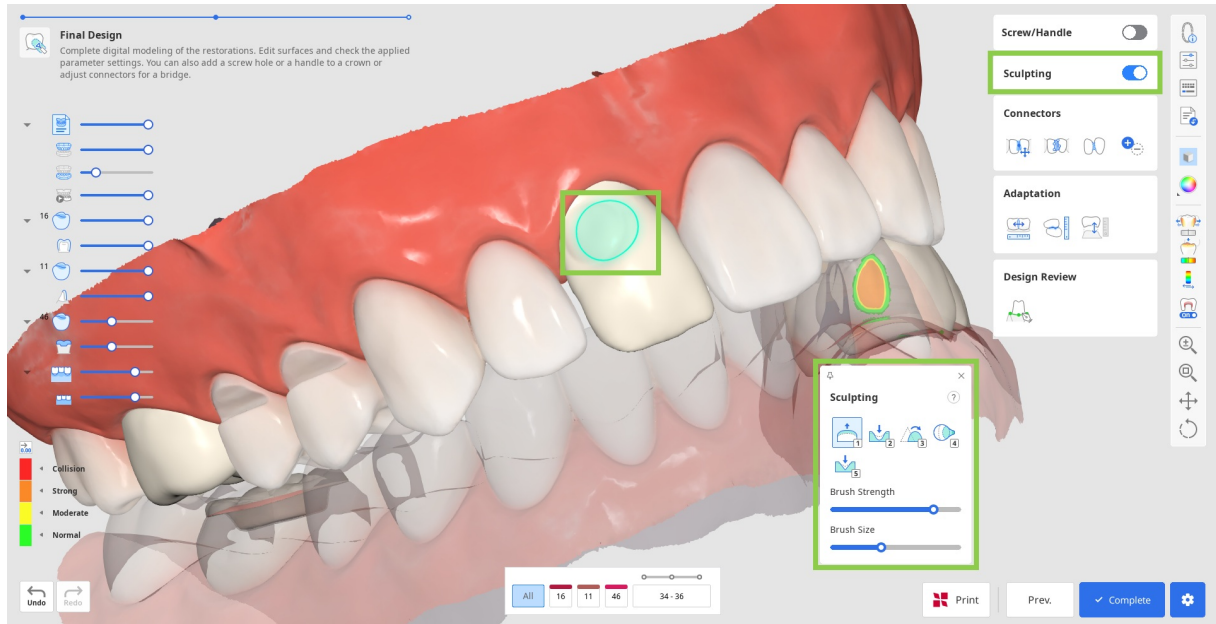 Final Design
Complete digital modeling of the restorations. Edit surfaces and check the applied
parameter settings. You can also add a screw hole or a handle to a crown or
adjust connectors for a bridge.
16
11
46
0.00
Collision
Strong
Moderate
Normal
Undo
Redo
All
16
11
46
34 - 36
Screw/Handle
Sculpting
Connectors
Adaptation
Design Review
ON
Sculpting
?
1
2
3
4
5
Brush Strength
Brush Size
Print
Prev.
Complete